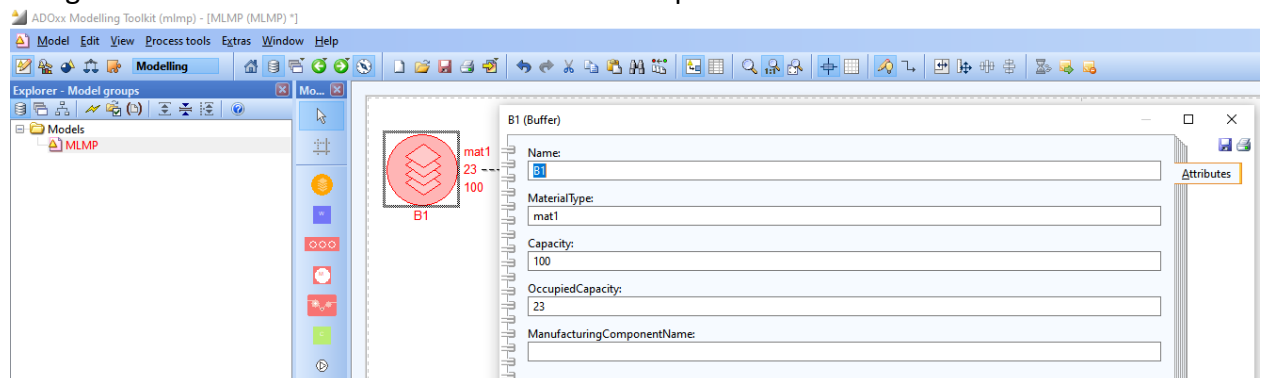 ADOxx Modelling Toolkit (mlmp) - [MLMP (MLMP) *]
Model Edit View Process tools Extras Window Help
Modelling
Explorer - Model groups
Mo...
Models
MLMP
mat1
23
100
B1
B1 (Buffer)
Name:
B1
Attributes
MaterialType:
mat1
Capacity:
100
OccupiedCapacity:
23
ManufacturingComponentName: